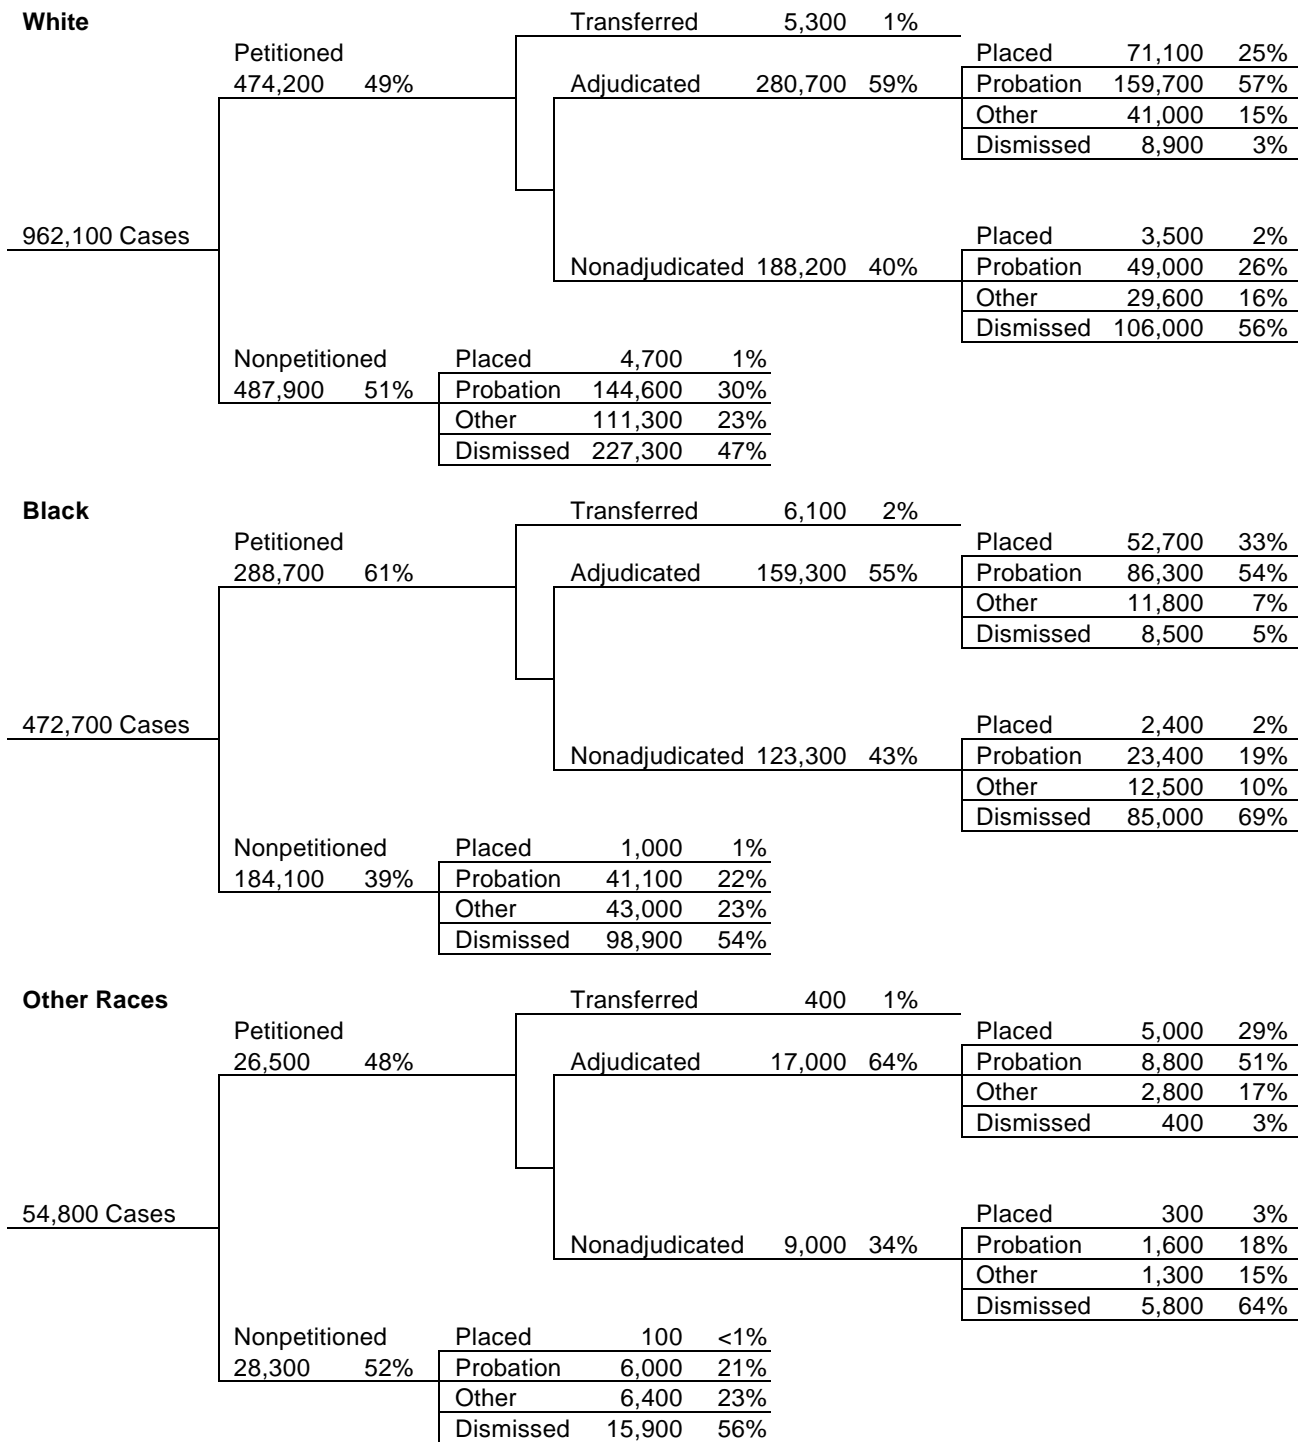 White
Transferred 5,300 1%
Petitioned
Placed 71,100 25%
474,200 49% Adjudicated 280,700 59% Probation 159,700 57%
Other 41,000 15%
Dismissed 8,900 3%
962,100 Cases Placed 3,500 2%
Nonadjudicated 188,200 40% Probation 49,000 26%
Other 29,600 16%
Dismissed 106,000 56%
Nonpetitioned Placed 4,700 1%
487,900 51% Probation 144,600 30%
Other 111,300 23%
Dismissed 227,300 47%
Black
Transferred 6,100 2%
Petitioned
Placed 52,700 33%
288,700 61% Adjudicated 159,300 55% Probation 86,300 54%
Other 11,800 7%
Dismissed 8,500 5%
472,700 Cases Placed 2,400 2%
Nonadjudicated 123,300 43% Probation 23,400 19%
Other 12,500 10%
Dismissed 85,000 69%
Nonpetitioned Placed 1,000 1%
184,100 39% Probation 41,100 22%
Other 43,000 23%
Dismissed 98,900 54%
Other Races
Transferred 400 1%
Petitioned
Placed 5,000 29%
26,500 48% Adjudicated 17,000 64% Probation 8,800 51%
Other 2,800 17%
Dismissed 400 3%
54,800 Cases Placed 300 3%
Nonadjudicated 9,000 34% Probation 1,600 18%
Other 1,300 15%
Dismissed 5,800 64%
Nonpetitioned Placed 100 <1%
28,300 52% Probation 6,000 21%
Other 6,400 23%
Dismissed 15,900 56%